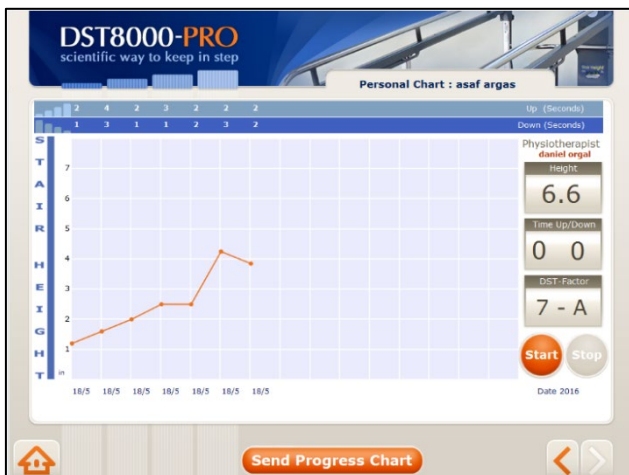 DST8000-PRO
scientific way to keep in step
Personal Chart : asaf argas
2 4 2 3 2 2 2 Up (Seconds)
1 3 1 1 2 3 2 Down (Seconds)
STAIR HEIGHT
7
6
5
4
3
2
1
in
18/5 18/5 18/5 18/5 18/5 18/5 18/5
Date 2016
Physiotherapist
daniel orgal
Height
6.6
Time Up/Down
0 0
DST-Factor
7 - A
Start Stop
Send Progress Chart